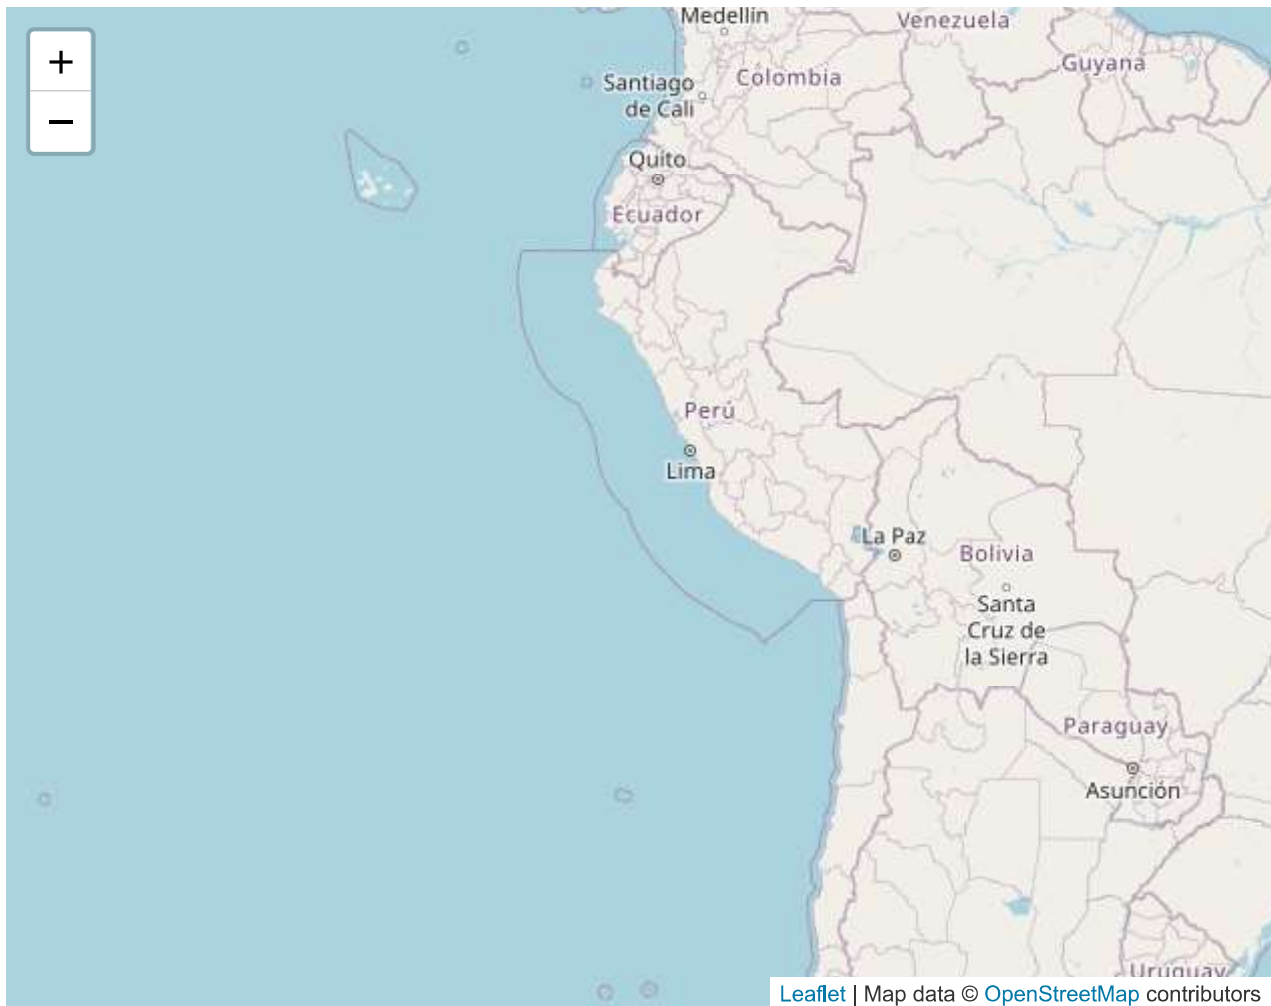 +
−
Medellín
Venezuela
Guyana
Colombia
Santiago
de Cali
Quito
Ecuador
Perú
Lima
La Paz
Bolivia
Santa
Cruz de
la Sierra
Paraguay
Asunción
Uruguay
Leaflet | Map data © OpenStreetMap contributors